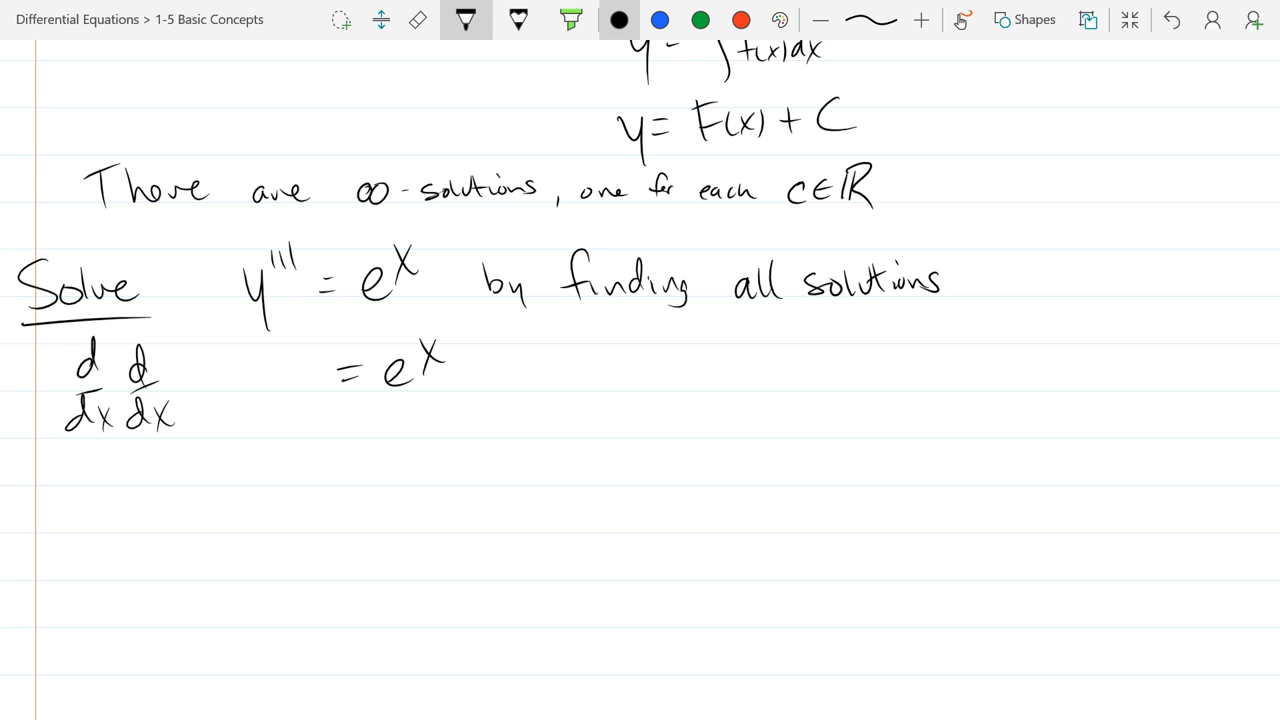 Differential Equations > 1-5 Basic Concepts
Shapes
y = ∫ f(x) dx
y = F(x) + C
There are ∞-solutions, one for each C∈ℝ
Solve y''' = e^x by finding all solutions
d/dx d/dx = e^x